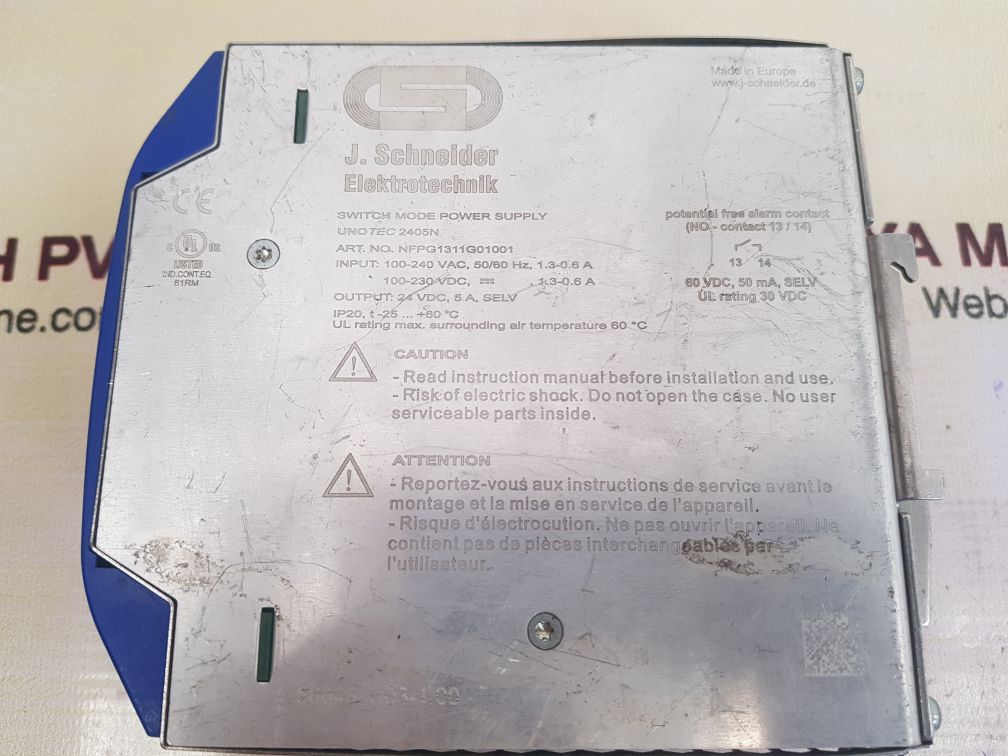 Made in Europe
www.j-schneider.de
J. Schneider
Elektrotechnik
SWITCH MODE POWER SUPPLY
UNOTEC 2405N
ART. NO. NFPG1311G01001
INPUT: 100-240 VAC, 50/60 Hz, 1.3-0.6 A
100-230 VDC, 1.3-0.6 A
OUTPUT: 24 VDC, 5 A, SELV
IP20, t -25 ... +60 °C
UL rating max. surrounding air temperature 60 °C
CE
C UL US
LISTED
IND.CONT.EQ.
61RM
potential free alarm contact
(NO - contact 13 / 14)
13 14
60 VDC, 50 mA, SELV
UL rating 30 VDC
CAUTION
- Read instruction manual before installation and use.
- Risk of electric shock. Do not open the case. No user
serviceable parts inside.
ATTENTION
- Reportez-vous aux instructions de service avant le
montage et la mise en service de l'appareil.
- Risque d'électrocution. Ne pas ouvrir l'appareil. Ne
contient pas de pièces interchangeables par
l'utilisateur.
H PV
YA M
ne.co
Web